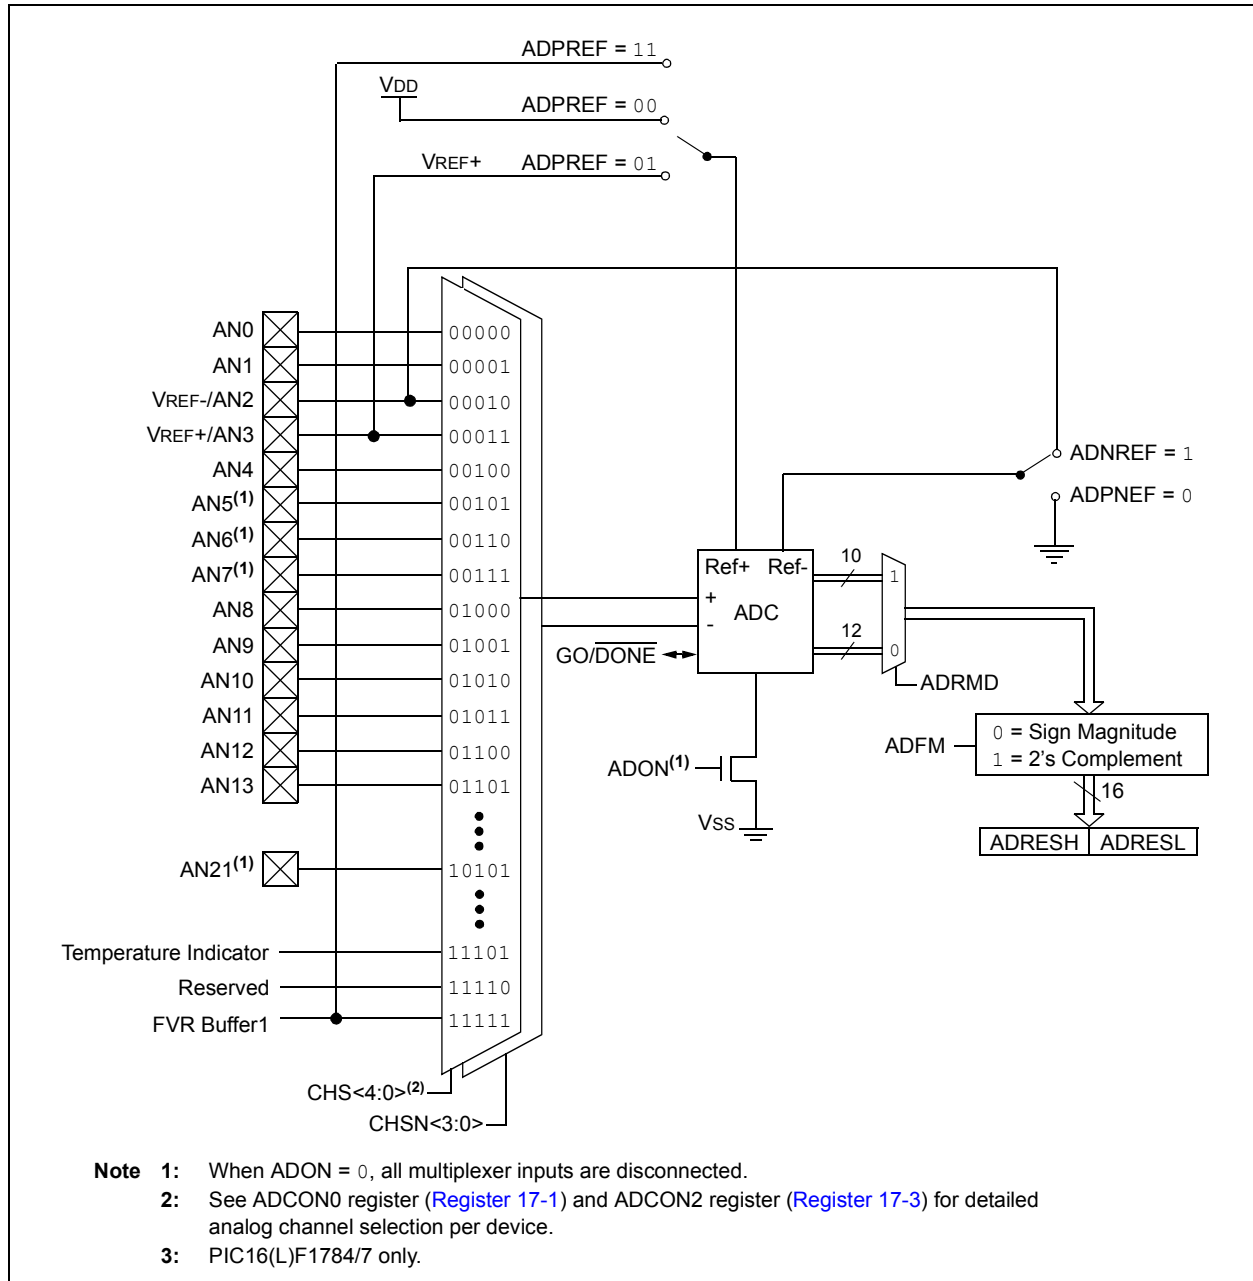 ADPREF = 11
VDD
ADPREF = 00
VREF+ ADPREF = 01
AN0 00000
AN1 00001
VREF-/AN2 00010
VREF+/AN3 00011
AN4 00100
AN5(1) 00101
AN6(1) 00110
AN7(1) 00111
AN8 01000
AN9 01001
AN10 01010
AN11 01011
AN12 01100
AN13 01101
AN21(1) 10101
Temperature Indicator 11101
Reserved 11110
FVR Buffer1 11111
CHS<4:0>(2)
CHSN<3:0>
ADNREF = 1
ADPNEF = 0
Ref+ Ref-
+
ADC
-
GO/DONE
10
1
12
0
ADRMD
ADON(1)
VSS
ADFM
0 = Sign Magnitude
1 = 2's Complement
16
ADRESH ADRESL
Note 1: When ADON = 0, all multiplexer inputs are disconnected.
2: See ADCON0 register (Register 17-1) and ADCON2 register (Register 17-3) for detailed
analog channel selection per device.
3: PIC16(L)F1784/7 only.